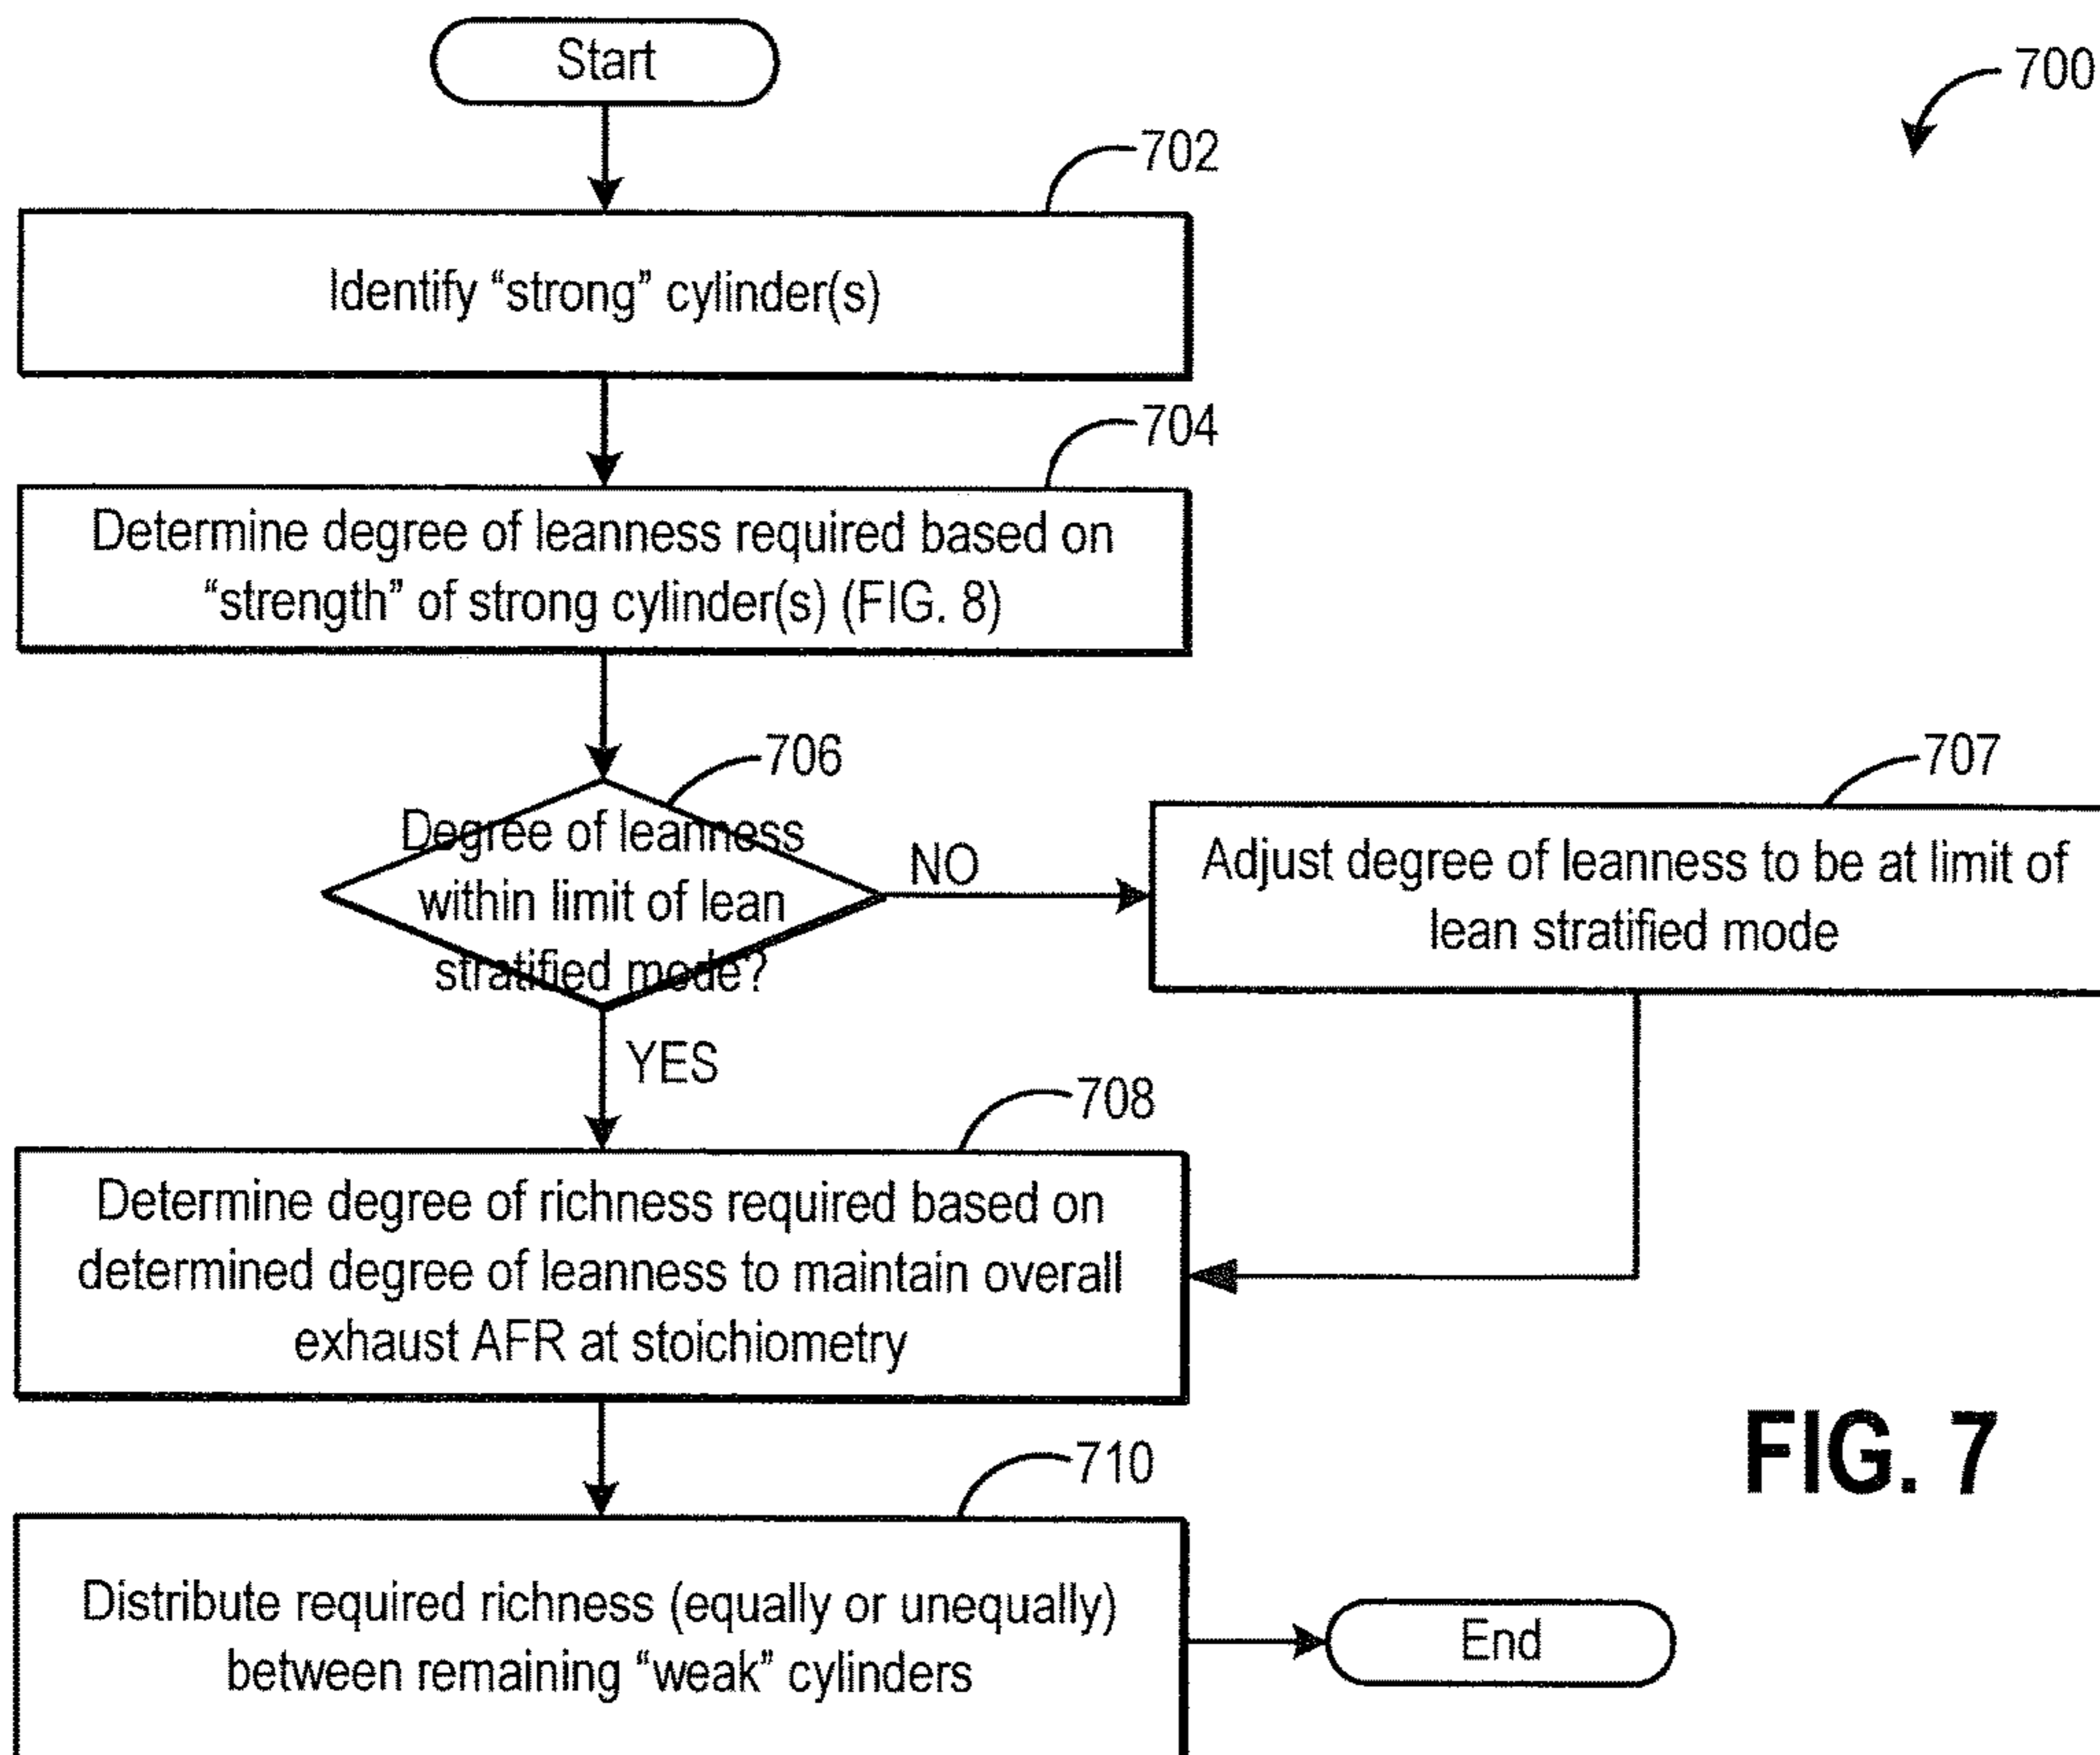 Start
700
702
Identify “strong” cylinder(s)
704
Determine degree of leanness required based on
“strength” of strong cylinder(s) (FIG. 8)
706
Degree of leanness
within limit of lean
stratified mode?
NO
707
Adjust degree of leanness to be at limit of
lean stratified mode
YES
708
Determine degree of richness required based on
determined degree of leanness to maintain overall
exhaust AFR at stoichiometry
710
Distribute required richness (equally or unequally)
between remaining “weak” cylinders
End
FIG. 7